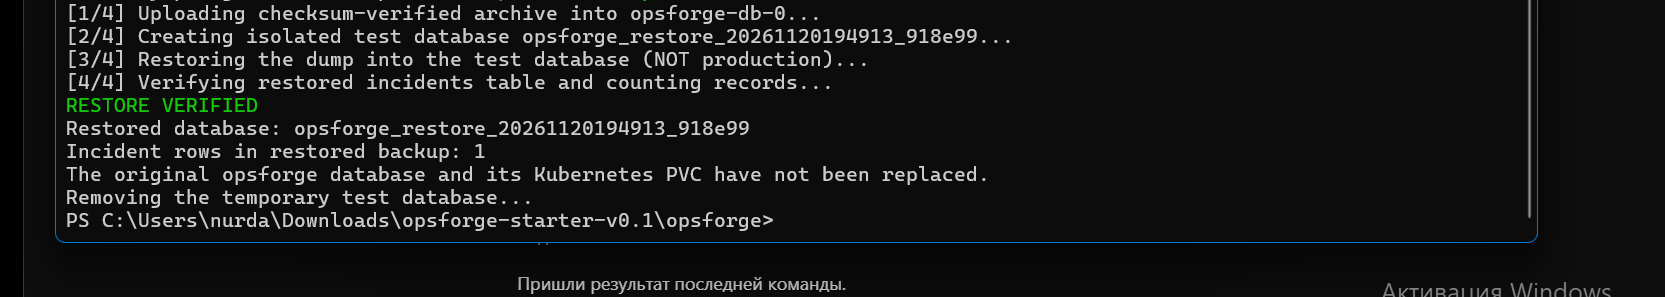 [1/4] Uploading checksum-verified archive into opsforge-db-0...
[2/4] Creating isolated test database opsforge_restore_20261120194913_918e99...
[3/4] Restoring the dump into the test database (NOT production)...
[4/4] Verifying restored incidents table and counting records...
RESTORE VERIFIED
Restored database: opsforge_restore_20261120194913_918e99
Incident rows in restored backup: 1
The original opsforge database and its Kubernetes PVC have not been replaced.
Removing the temporary test database...
PS C:\Users\nurda\Downloads\opsforge-starter-v0.1\opsforge>
Пришли результат последней команды.
Активация Windows